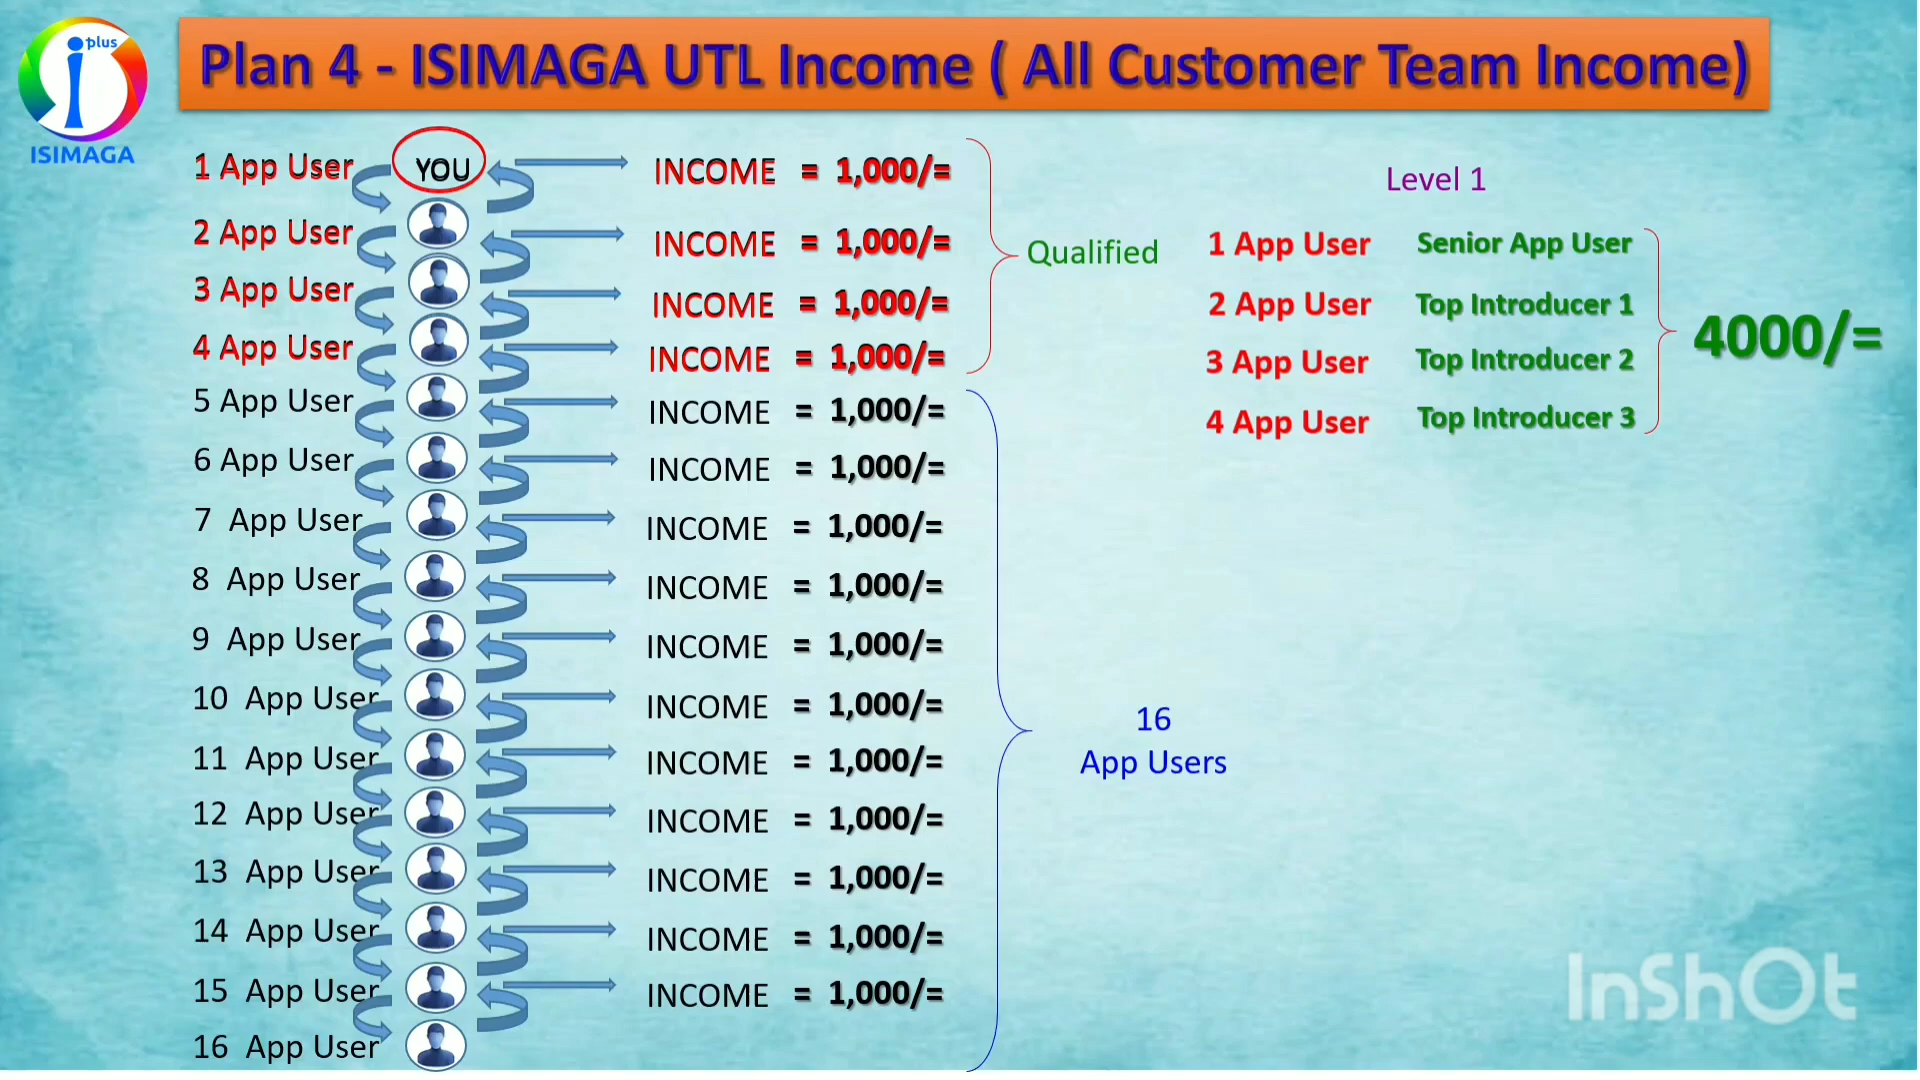 plus
i
ISIMAGA
Plan 4 - ISIMAGA UTL Income ( All Customer Team Income)
1 App User YOU INCOME = 1,000/=
2 App User INCOME = 1,000/=
3 App User INCOME = 1,000/=
4 App User INCOME = 1,000/=
5 App User INCOME = 1,000/=
6 App User INCOME = 1,000/=
7 App User INCOME = 1,000/=
8 App User INCOME = 1,000/=
9 App User INCOME = 1,000/=
10 App User INCOME = 1,000/=
11 App User INCOME = 1,000/=
12 App User INCOME = 1,000/=
13 App User INCOME = 1,000/=
14 App User INCOME = 1,000/=
15 App User INCOME = 1,000/=
16 App User
Qualified
16
App Users
Level 1
1 App User Senior App User
2 App User Top Introducer 1
3 App User Top Introducer 2
4 App User Top Introducer 3
4000/=
InShOt